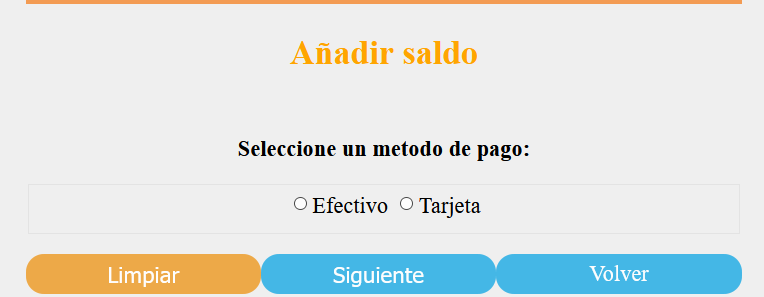 Añadir saldo
Seleccione un metodo de pago:
Efectivo Tarjeta
Limpiar Siguiente Volver